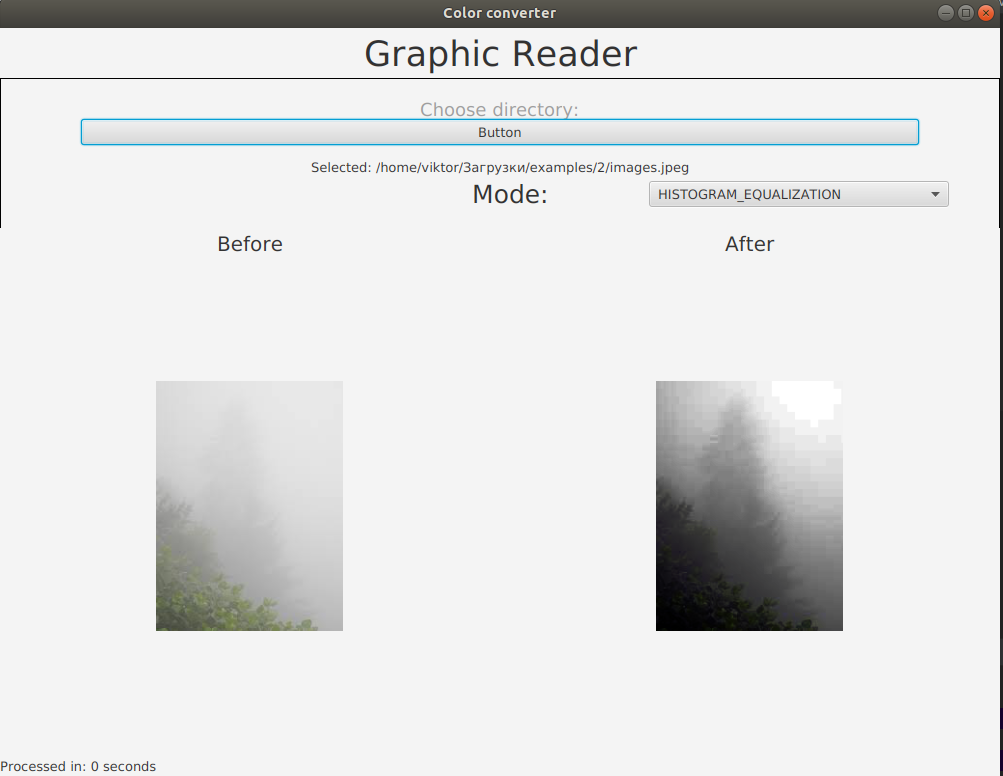 Color converter
Graphic Reader
Choose directory:
Button
Selected: /home/viktor/Загрузки/examples/2/images.jpeg
Mode: HISTOGRAM_EQUALIZATION
Before After
Processed in: 0 seconds